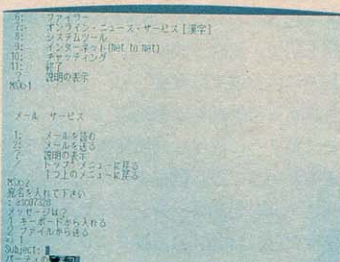 6: ファイラー
7: オンライン・ニュース・サービス [漢字]
8: システムツール
9: インターネット (Net to net)
10: チャッティング
11: 終了
? 説明の表示
メール サービス
1: メールを読む
2: メールを送る
? 説明の表示
/ トップ メニューに戻る
^ 1つ上のメニューに戻る
宛名を入れて下さい
メッセージは?
1 キーボードから入れる
2 ファイルから送る
=> 1
Subject:
パーティの